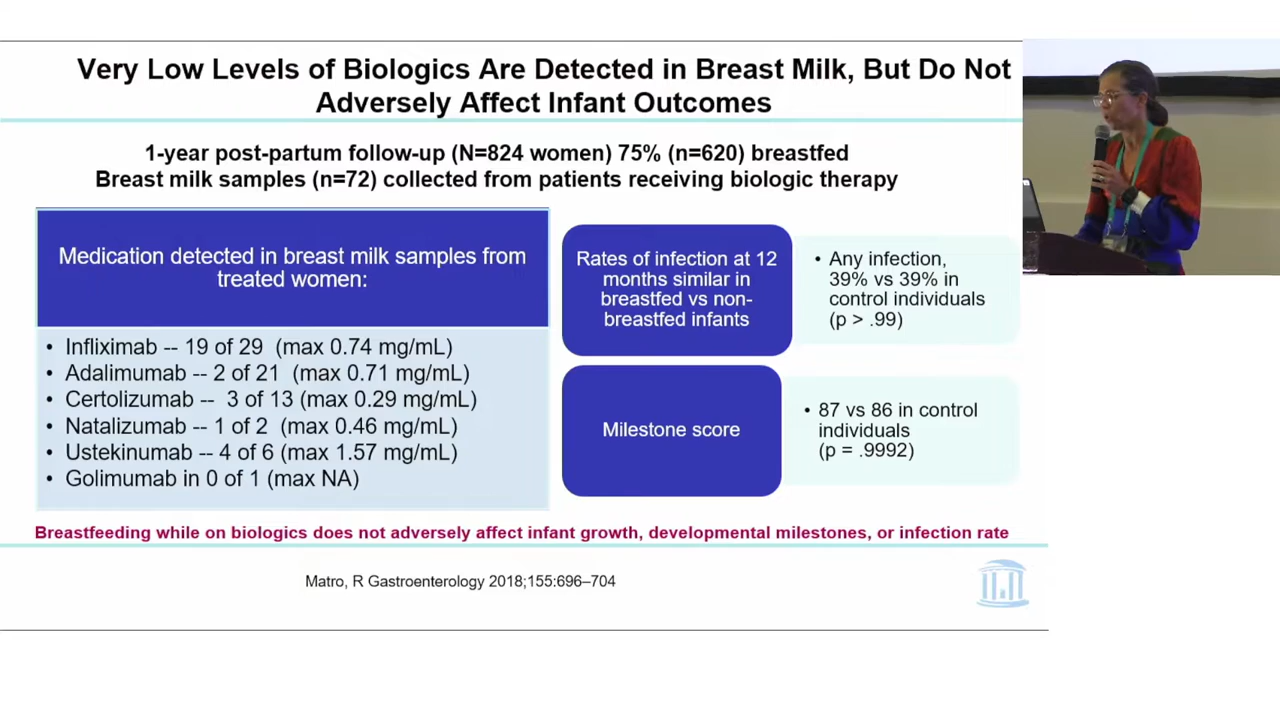 Very Low Levels of Biologics Are Detected in Breast Milk, But Do Not
Adversely Affect Infant Outcomes
1-year post-partum follow-up (N=824 women) 75% (n=620) breastfed
Breast milk samples (n=72) collected from patients receiving biologic therapy
Medication detected in breast milk samples from
treated women:
• Infliximab -- 19 of 29 (max 0.74 mg/mL)
• Adalimumab -- 2 of 21 (max 0.71 mg/mL)
• Certolizumab -- 3 of 13 (max 0.29 mg/mL)
• Natalizumab -- 1 of 2 (max 0.46 mg/mL)
• Ustekinumab -- 4 of 6 (max 1.57 mg/mL)
• Golimumab in 0 of 1 (max NA)
Rates of infection at 12
months similar in
breastfed vs non-
breastfed infants
• Any infection,
39% vs 39% in
control individuals
(p > .99)
Milestone score
• 87 vs 86 in control
individuals
(p = .9992)
Breastfeeding while on biologics does not adversely affect infant growth, developmental milestones, or infection rate
Matro, R Gastroenterology 2018;155:696–704